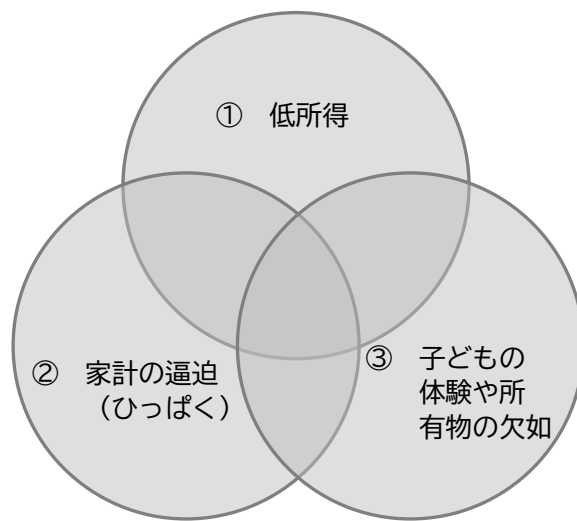 ① 低所得
② 家計の逼迫
（ひっぱく）
③ 子どもの
体験や所
有物の欠如